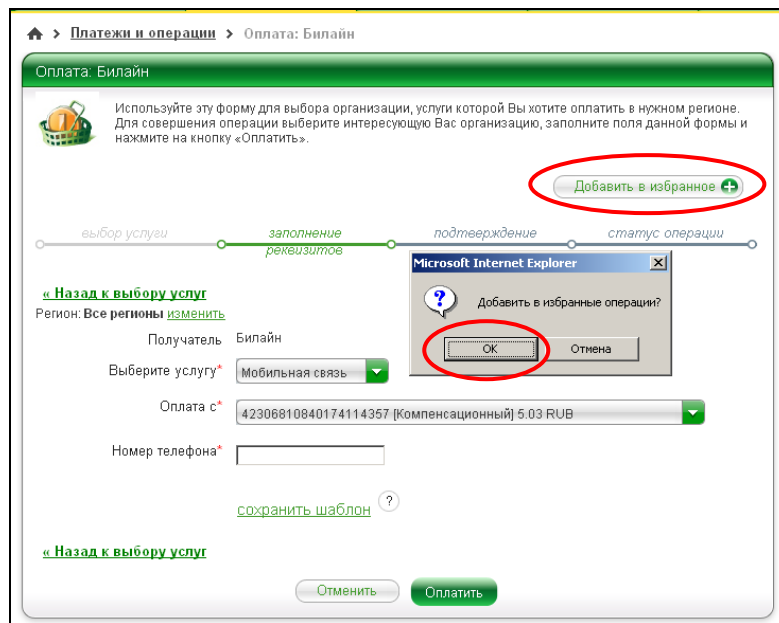 > Платежи и операции > Оплата: Билайн
Оплата: Билайн
Используйте эту форму для выбора организации, услуги которой Вы хотите оплатить в нужном регионе.
Для совершения операции выберите интересующую Вас организацию, заполните поля данной формы и
нажмите на кнопку «Оплатить».
Добавить в избранное
выбор услуги
заполнение
реквизитов
подтверждение
статус операции
Microsoft Internet Explorer
Добавить в избранные операции?
OK
Отмена
« Назад к выбору услуг
Регион: Все регионы изменить
Получатель Билайн
Выберите услугу* Мобильная связь
Оплата с* 42306810840174114357 [Компенсационный] 5.03 RUB
Номер телефона*
сохранить шаблон ?
« Назад к выбору услуг
Отменить Оплатить